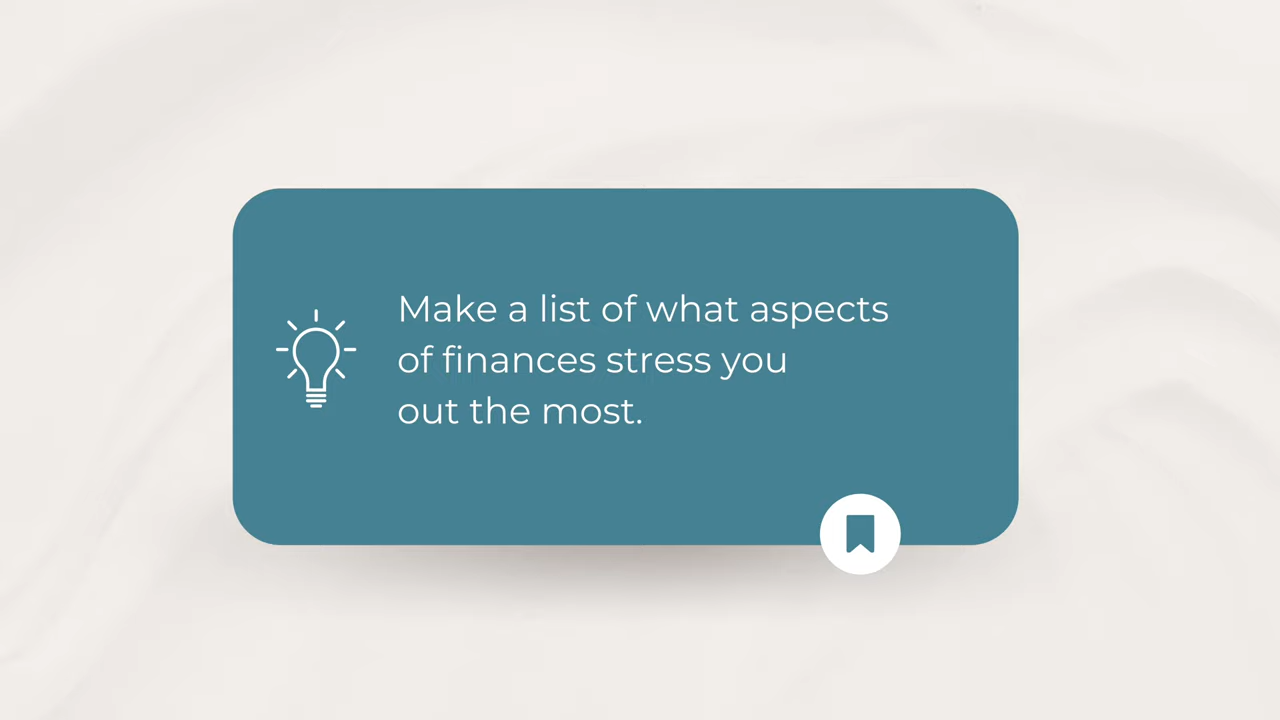 Make a list of what aspects
of finances stress you
out the most.